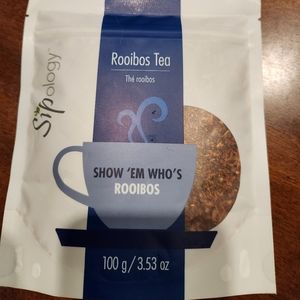 Sipology
Rooibos Tea
Thé rooibos
SHOW 'EM WHO'S
ROOIBOS
100 g / 3.53 oz